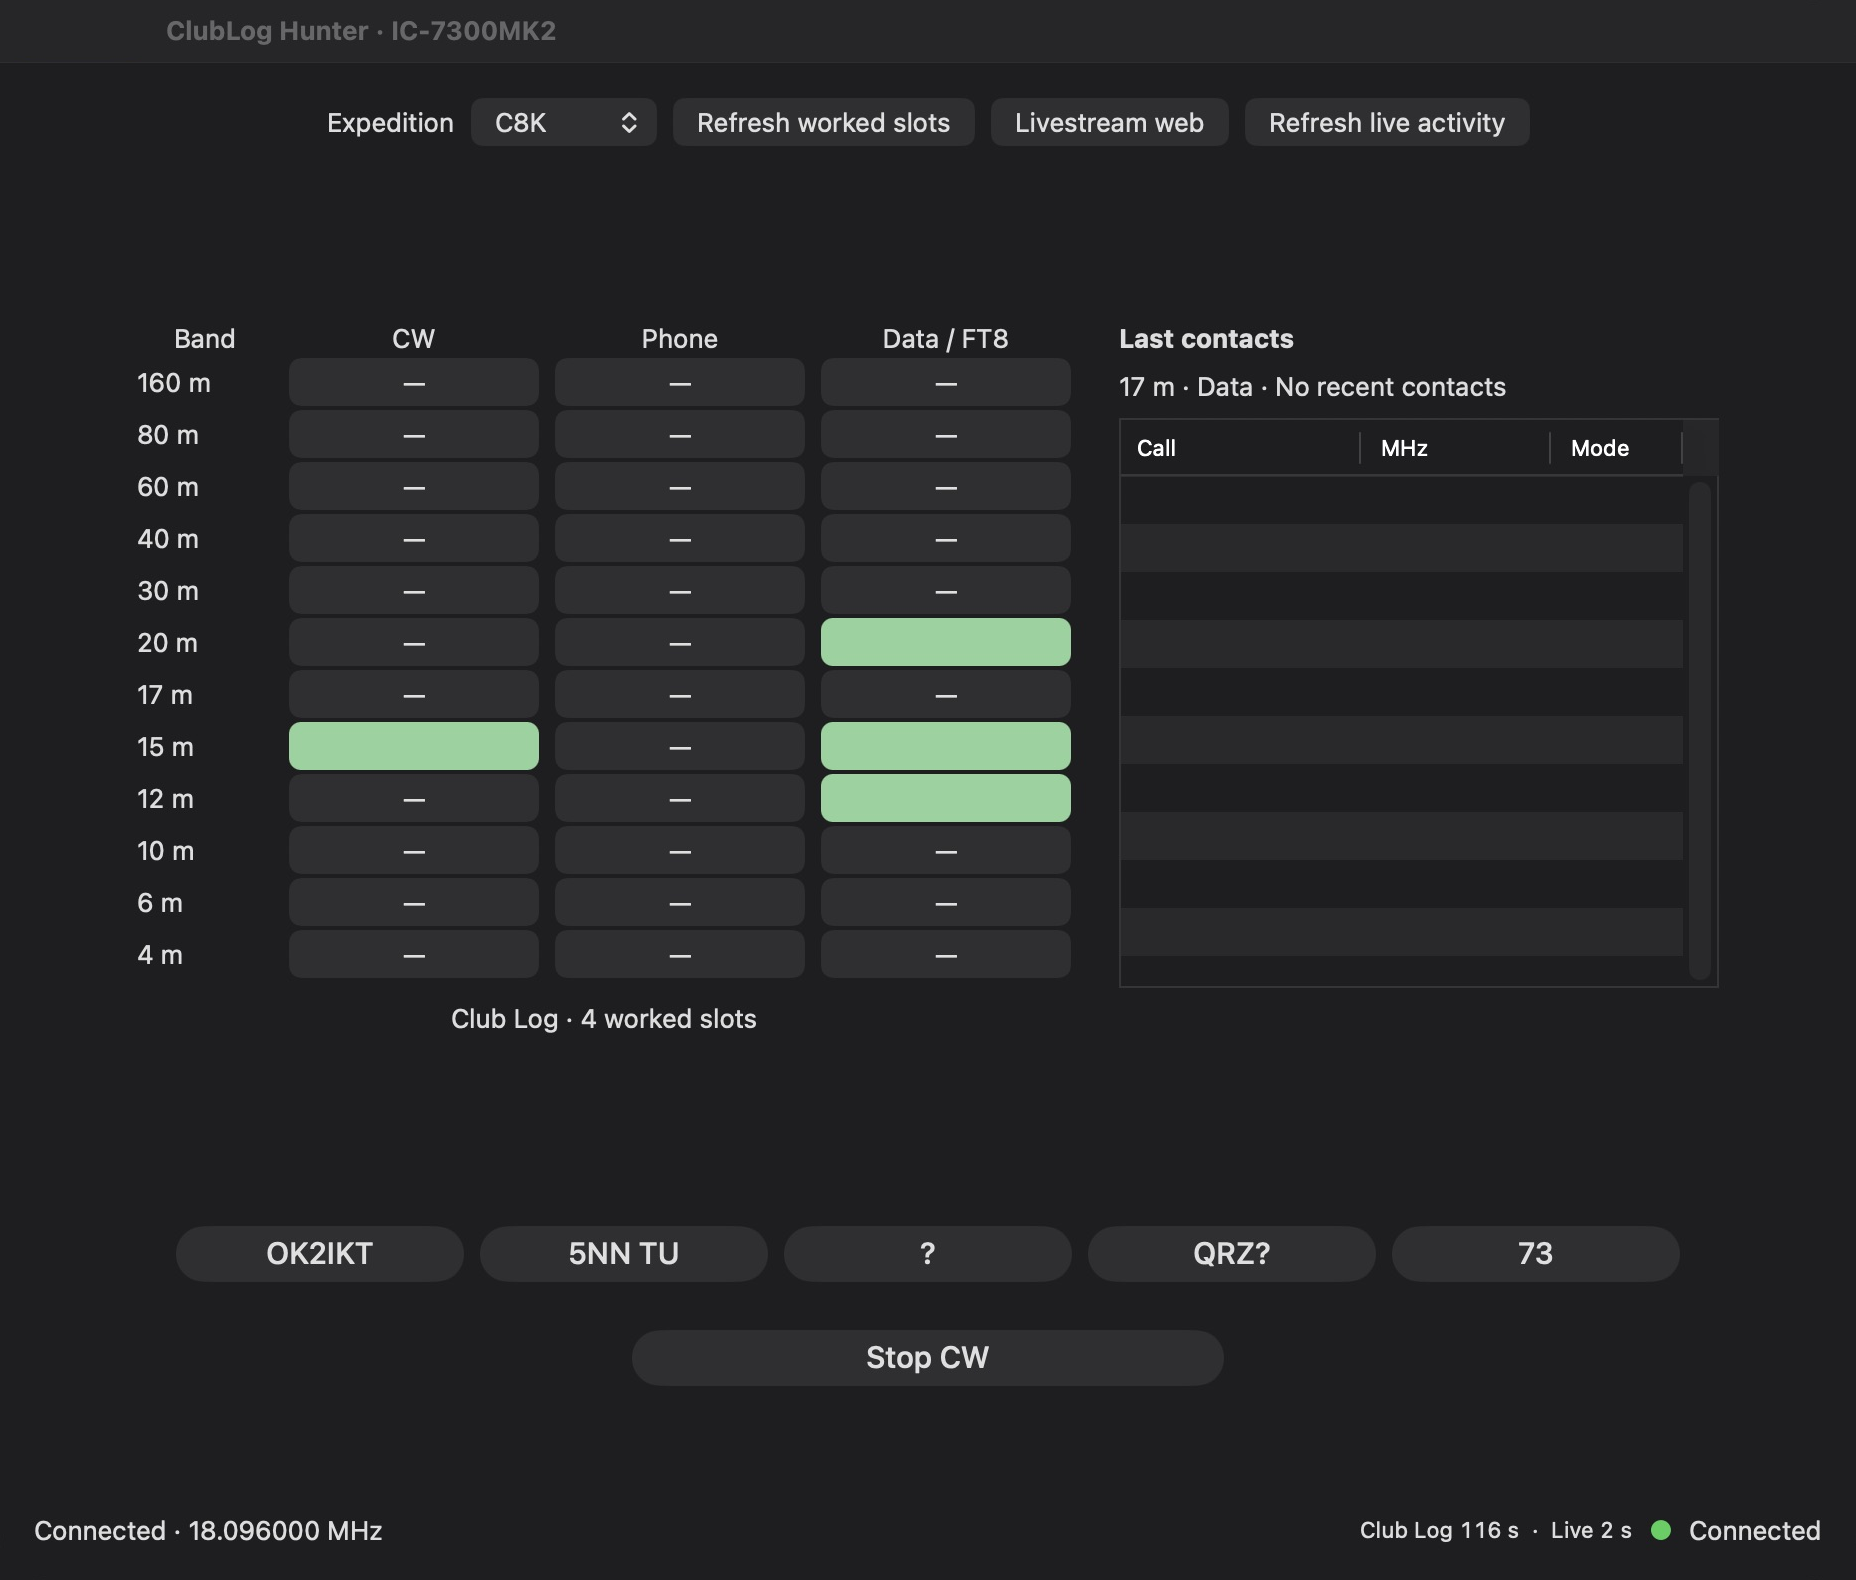 ClubLog Hunter · IC-7300MK2
Expedition C8K Refresh worked slots Livestream web Refresh live activity
Band CW Phone Data / FT8
160 m — — —
80 m — — —
60 m — — —
40 m — — —
30 m — — —
20 m — —
17 m — — —
15 m —
12 m — —
10 m — — —
6 m — — —
4 m — — —
Club Log · 4 worked slots
Last contacts
17 m · Data · No recent contacts
Call MHz Mode
OK2IKT 5NN TU ? QRZ? 73
Stop CW
Connected · 18.096000 MHz
Club Log 116 s · Live 2 s Connected